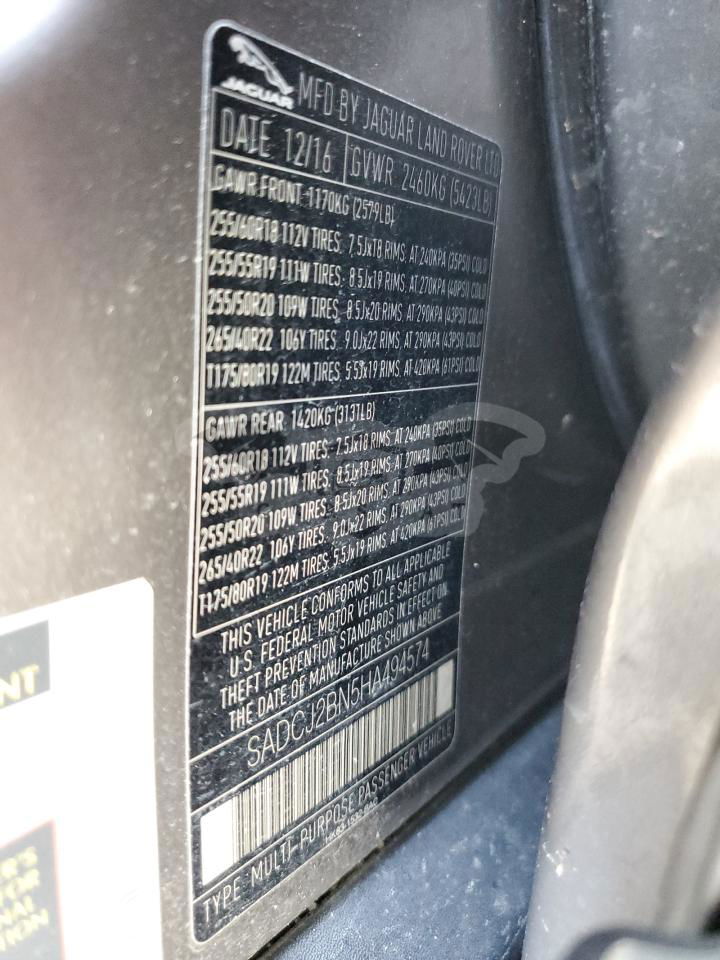 JAGUAR
MFD BY JAGUAR LAND ROVER LTD
DATE 12/16 GVWR 2460KG (5423LB)
GAWR FRONT 1170KG (2579LB)
255/60R18 112V TIRES, 7.5Jx18 RIMS, AT 240KPA (35PSI) COLD
255/55R19 111W TIRES, 8.5Jx19 RIMS, AT 270KPA (40PSI) COLD
255/50R20 109W TIRES, 8.5Jx20 RIMS, AT 290KPA (43PSI) COLD
265/40R22 106Y TIRES, 9.0Jx22 RIMS, AT 290KPA (43PSI) COLD
T175/80R19 122M TIRES, 5.5Jx19 RIMS, AT 420KPA (61PSI) COLD
GAWR REAR 1420KG (3131LB)
255/60R18 112V TIRES, 7.5Jx18 RIMS, AT 240KPA (35PSI) COLD
255/55R19 111W TIRES, 8.5Jx19 RIMS, AT 270KPA (40PSI) COLD
255/50R20 109W TIRES, 8.5Jx20 RIMS, AT 290KPA (43PSI) COLD
265/40R22 106Y TIRES, 9.0Jx22 RIMS, AT 290KPA (43PSI) COLD
T175/80R19 122M TIRES, 5.5Jx19 RIMS, AT 420KPA (61PSI) COLD
THIS VEHICLE CONFORMS TO ALL APPLICABLE
U.S. FEDERAL MOTOR VEHICLE SAFETY AND
THEFT PREVENTION STANDARDS IN EFFECT ON
THE DATE OF MANUFACTURE SHOWN ABOVE
SADCJ2BN5HA494574
TYPE MULTI-PURPOSE PASSENGER VEHICLE
NT